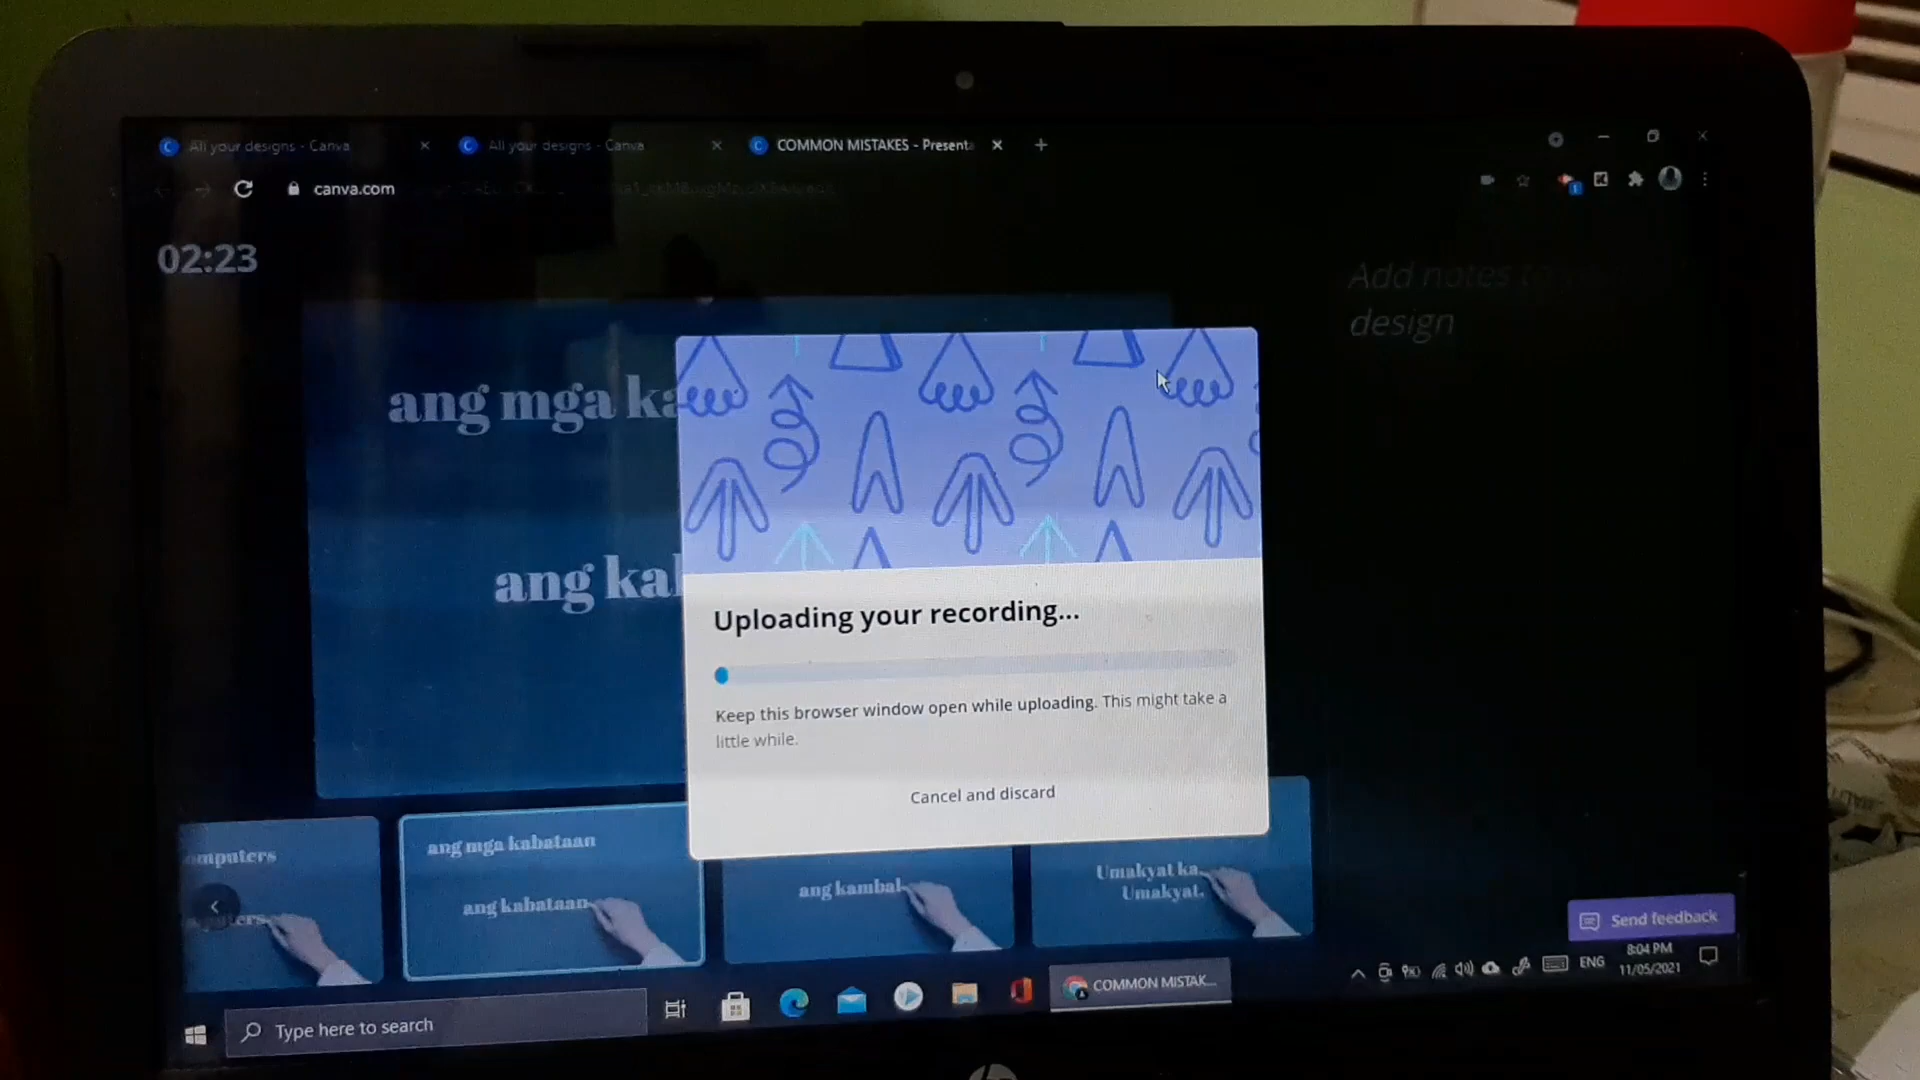 All your designs - Canva
All your designs - Canva
COMMON MISTAKES - Present
canva.com
02:23
Add notes to
design
ang mga ka
ang kal
Uploading your recording...
Keep this browser window open while uploading. This might take a
little while.
Cancel and discard
omputers
ang mga kabataan
ang kabataan
ang kambal
Umakyat ka.
Umakyat.
Send feedback
8:04 PM
ENG
11/05/2021
COMMON MISTAK...
Type here to search